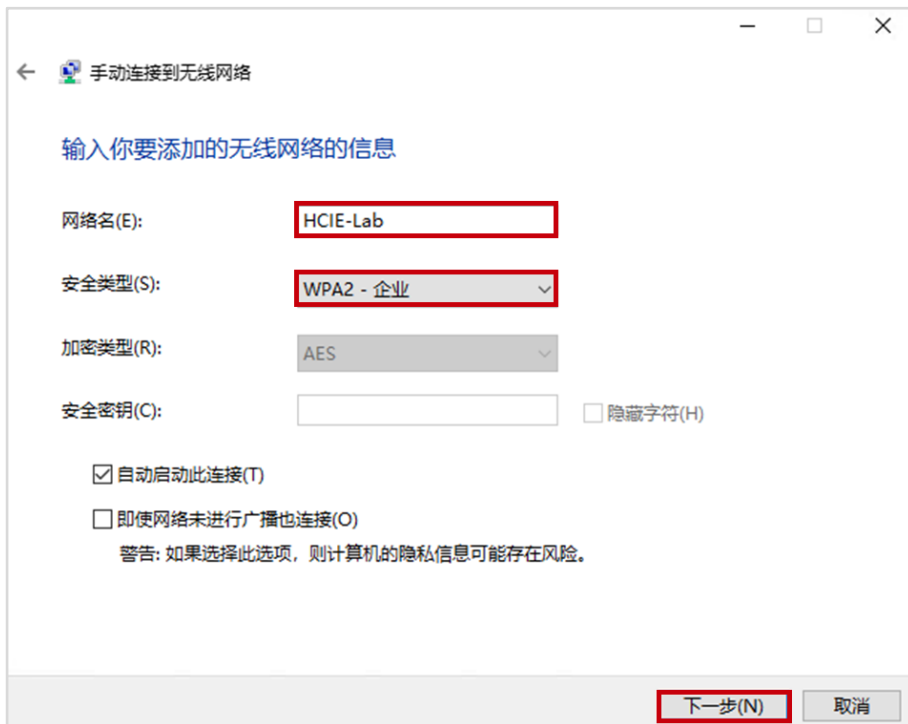 手动连接到无线网络
输入你要添加的无线网络的信息
网络名(E): HCIE-Lab
安全类型(S): WPA2 - 企业
加密类型(R): AES
安全密钥(C): 隐藏字符(H)
自动启动此连接(T)
即使网络未进行广播也连接(O)
警告: 如果选择此选项，则计算机的隐私信息可能存在风险。
下一步(N) 取消